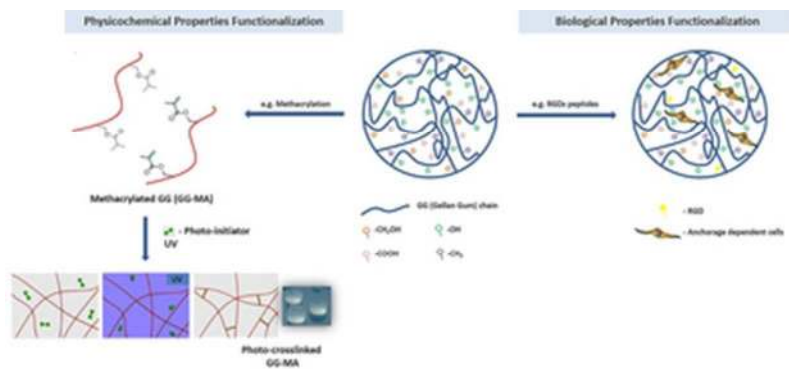 Physicochemical Properties Functionalization
Biological Properties Functionalization
e.g. Methacrylation
e.g. RGDs peptides
Methacrylated GG (GG-MA)
- Photo-initiator
UV
GG (Gellan Gum) chain
-CH₂OH
-OH
-COOH
-CH₃
- RGD
- Anchorage dependent cells
UV
Photo-crosslinked
GG-MA